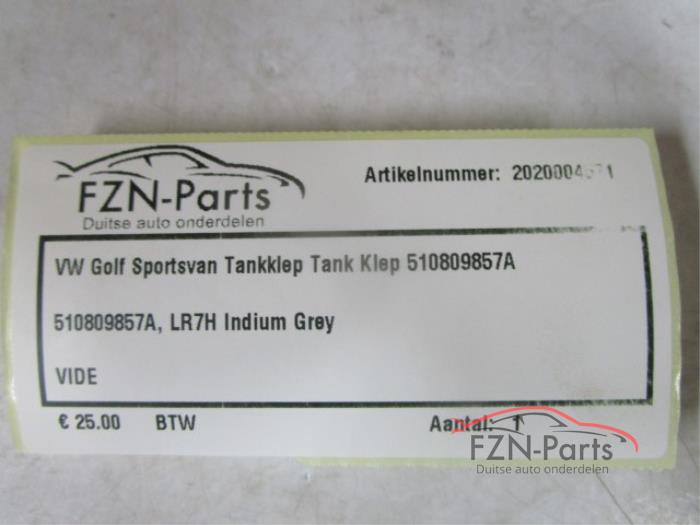 FZN-Parts
Duitse auto onderdelen
Artikelnummer:
VW Golf Sportsvan Tankklep Tank Klep 510809857A
510809857A, LR7H Indium Grey
VIDE
€ 25.00 BTW
Aantal: 1
FZN-Parts
Duitse auto onderdelen